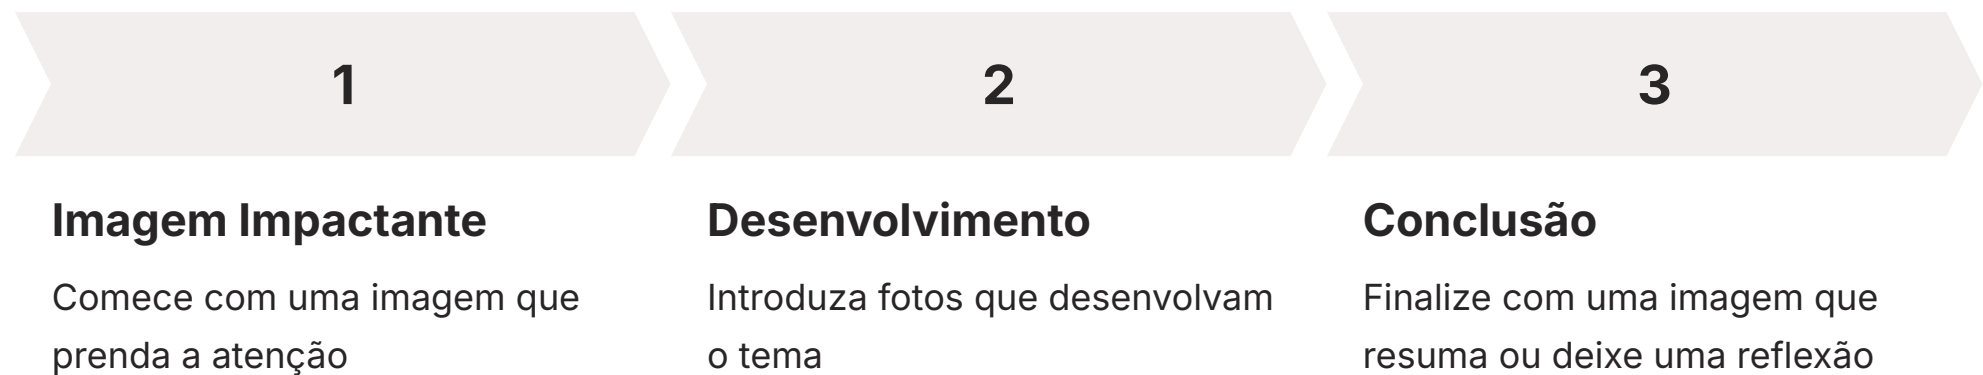 1
2
3
Imagem Impactante
Comece com uma imagem que
prenda a atenção
Desenvolvimento
Introduza fotos que desenvolvam
o tema
Conclusão
Finalize com uma imagem que
resuma ou deixe uma reflexão